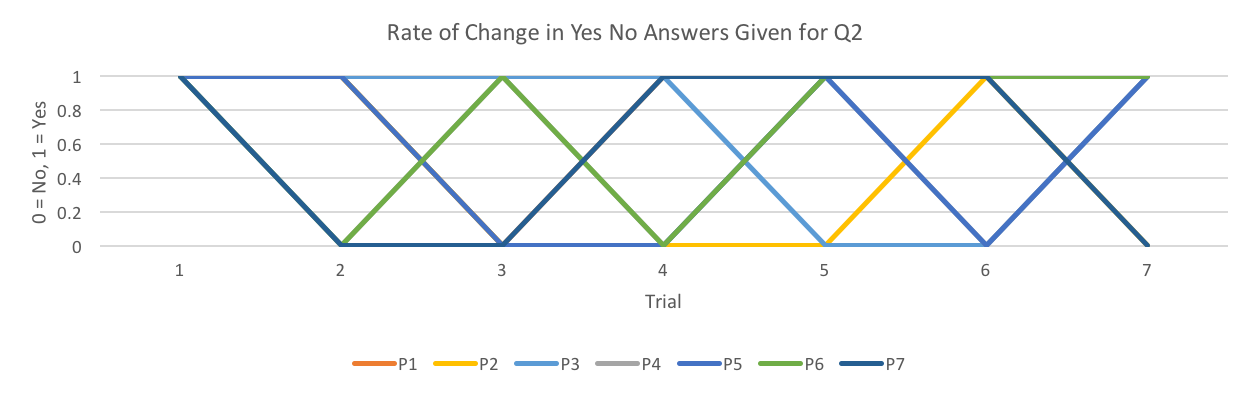 Rate of Change in Yes No Answers Given for Q2
1
0.8
0.6
0.4
0.2
0
0 = No, 1 = Yes
1 2 3 4 5 6 7
Trial
P1 P2 P3 P4 P5 P6 P7